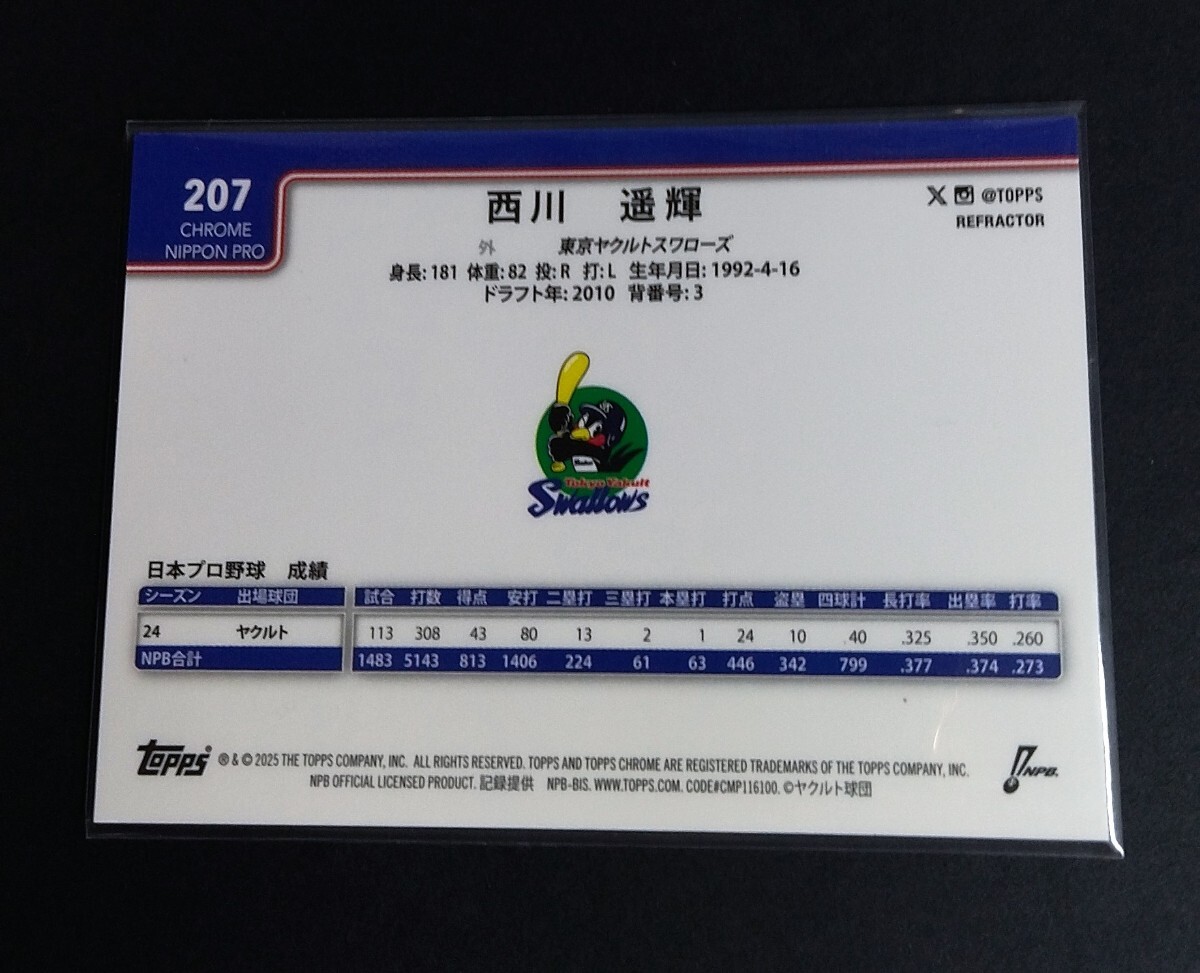 207
CHROME
NIPPON PRO
西川 遥輝
@TOPPS
REFRACTOR
外 東京ヤクルトスワローズ
身長: 181 体重: 82 投: R 打: L 生年月日: 1992-4-16
ドラフト年: 2010 背番号: 3
Tokyo Yakult
Swallows
日本プロ野球 成績
シーズン 出場球団 試合 打数 得点 安打 二塁打 三塁打 本塁打 打点 盗塁 四球計 長打率 出塁率 打率
24 ヤクルト 113 308 43 80 13 2 1 24 10 40 .325 .350 .260
NPB合計 1483 5143 813 1406 224 61 63 446 342 799 .377 .374 .273
Topps ® & © 2025 THE TOPPS COMPANY, INC. ALL RIGHTS RESERVED. TOPPS AND TOPPS CHROME ARE REGISTERED TRADEMARKS OF THE TOPPS COMPANY, INC.
NPB OFFICIAL LICENSED PRODUCT. 記録提供 NPB-BIS. WWW.TOPPS.COM. CODE#CMP116100. ©ヤクルト球団
NPB.